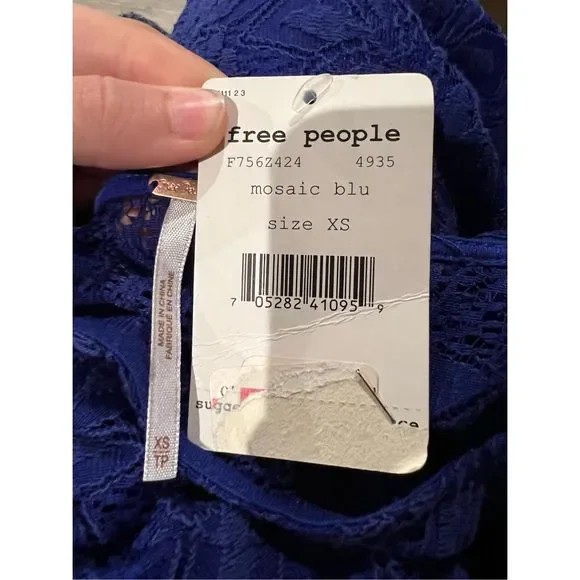 free people
F756Z424 4935
mosaic blu
size XS
7 05282 41095 9
MADE IN CHINA
FABRIQUE EN CHINE
XS
TP